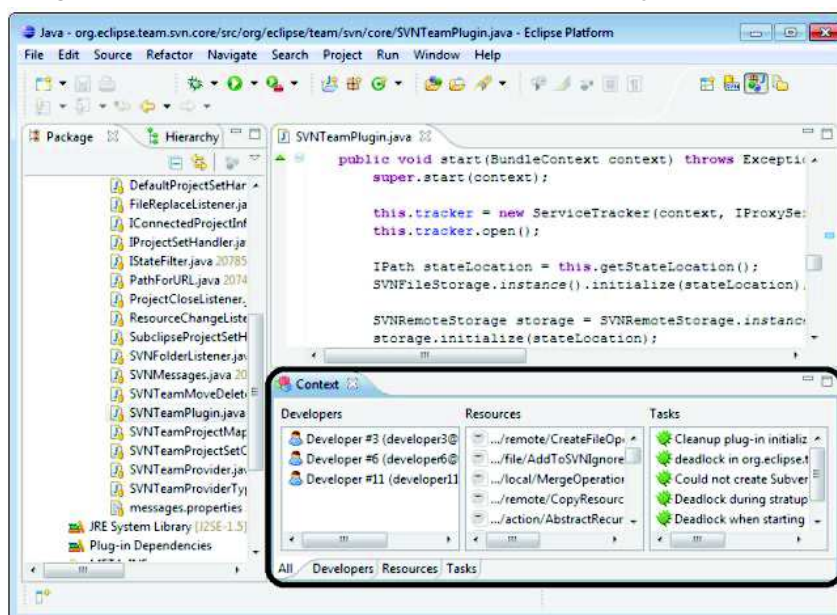 Java - org.eclipse.team.svn.core/src/org/eclipse/team/svn/core/SVNTeamPlugin.java - Eclipse Platform
File Edit Source Refactor Navigate Search Project Run Window Help
Package Hierarchy
DefaultProjectSetHar
FileReplaceListener.ja
IConnectedProjectInf
IProjectSetHandler.ja
IStateFilter.java 20785
PathForURL.java 2074
ProjectCloseListener.
ResourceChangeListe
SubclipseProjectSetH
SVNFolderListener.jav
SVNMessages.java 20
SVNTeamMoveDelet
SVNTeamPlugin.java
SVNTeamProjectMap
SVNTeamProjectSetC
SVNTeamProvider.jav
SVNTeamProviderTy
messages.properties
JRE System Library [J2SE-1.5]
Plug-in Dependencies
SVNTeamPlugin.java
public void start(BundleContext context) throws Excepti
super.start(context);
this.tracker = new ServiceTracker(context, IProxySe
this.tracker.open();
IPath stateLocation = this.getStateLocation();
SVNFileStorage.instance().initialize(stateLocation)
SVNRemoteStorage storage = SVNRemoteStorage.instanc
storage.initialize(stateLocation);
Context
Developers Resources Tasks
Developer #3 (developer3@ .../remote/CreateFileOp Cleanup plug-in initializ
Developer #6 (developer6@ .../file/AddToSVNIgnore deadlock in org.eclipse.t
Developer #11 (developer11 .../local/MergeOperation Could not create Subver
.../remote/CopyResourc Deadlock during stratup
.../action/AbstractRecur Deadlock when starting
All Developers Resources Tasks